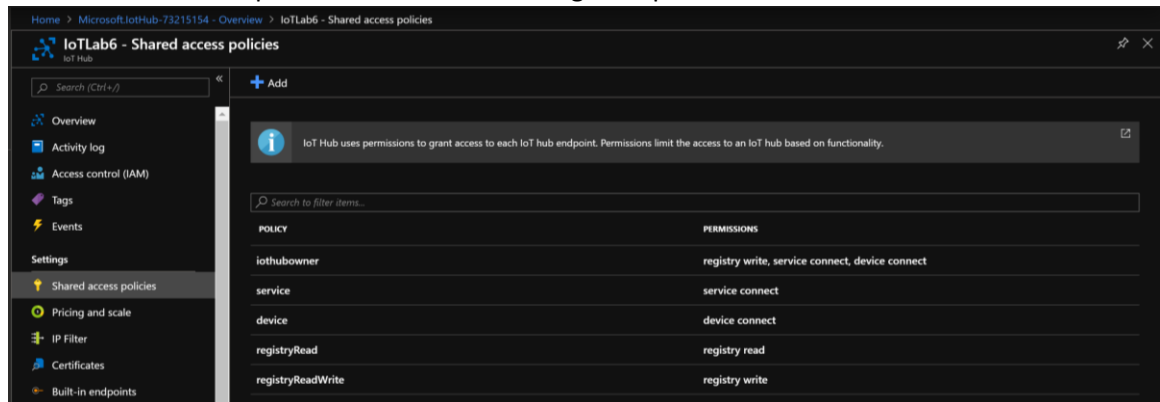 Home > Microsoft.IotHub-73215154 - Overview > IoTLab6 - Shared access policies
IoTLab6 - Shared access policies
IoT Hub
Search (Ctrl+/)
«
Add
Overview
Activity log
Access control (IAM)
Tags
Events
Settings
Shared access policies
Pricing and scale
IP Filter
Certificates
Built-in endpoints
IoT Hub uses permissions to grant access to each IoT hub endpoint. Permissions limit the access to an IoT hub based on functionality.
Search to filter items...
POLICY PERMISSIONS
iothubowner registry write, service connect, device connect
service service connect
device device connect
registryRead registry read
registryReadWrite registry write